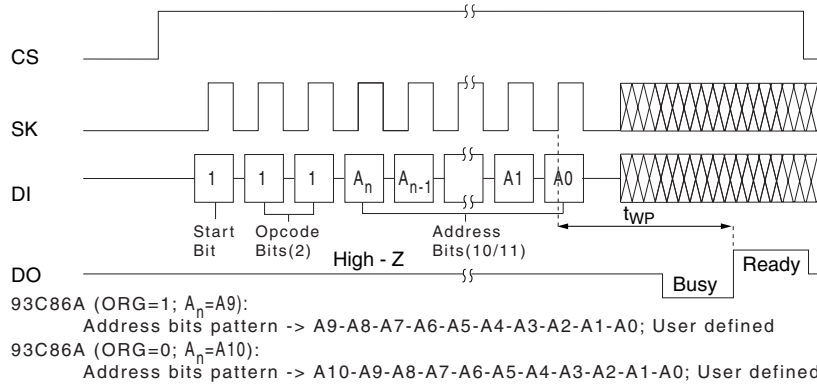 CS
SK
DI
1 1 1 An An-1 A1 A0
Start Bit
Opcode Bits(2)
Address Bits(10/11)
tWP
DO
High - Z
Busy
Ready
93C86A (ORG=1; An=A9):
Address bits pattern -> A9-A8-A7-A6-A5-A4-A3-A2-A1-A0; User defined
93C86A (ORG=0; An=A10):
Address bits pattern -> A10-A9-A8-A7-A6-A5-A4-A3-A2-A1-A0; User defined